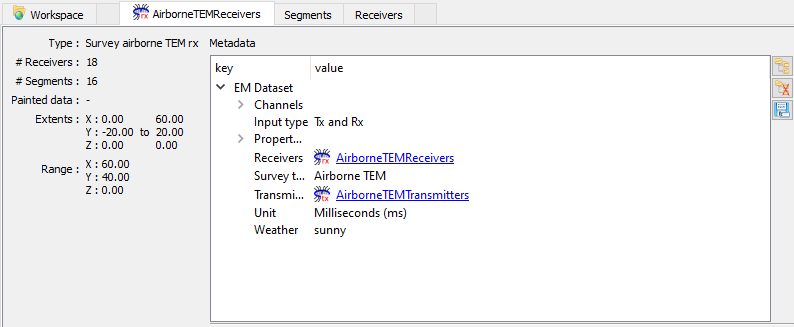 Workspace AirborneTEMReceivers Segments Receivers
Type : Survey airborne TEM rx
# Receivers : 18
# Segments : 16
Painted data : -
Extents : X : 0.00 60.00
Y : -20.00 to 20.00
Z : 0.00 0.00
Range : X : 60.00
Y : 40.00
Z : 0.00
Metadata
key value
EM Dataset
Channels
Input type Tx and Rx
Propert...
Receivers rx AirborneTEMReceivers
Survey t... Airborne TEM
Transmi... tx AirborneTEMTransmitters
Unit Milliseconds (ms)
Weather sunny